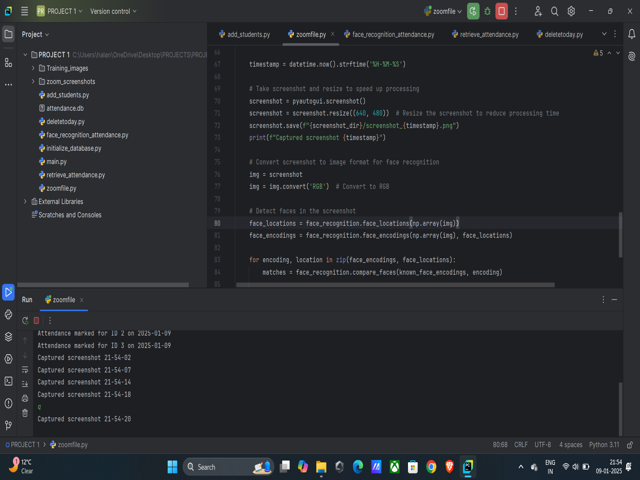 PR PROJECT 1 Version control zoomfile
Project add_students.py zoomfile.py face_recognition_attendance.py retrieve_attendance.py deletetoday.py
PROJECT 1
Training_images
zoom_screenshots
add_students.py
attendance.db
deletetoday.py
face_recognition_attendance.py
initialize_database.py
main.py
retrieve_attendance.py
zoomfile.py
External Libraries
Scratches and Consoles
5
66
67 timestamp = datetime.now().strftime('%H-%M-%S')
68
69 # Take screenshot and resize to speed up processing
70 screenshot = pyautogui.screenshot()
71 screenshot = screenshot.resize((640, 480)) # Resize the screenshot to reduce processing time
72 screenshot.save(f"{screenshot_dir}/screenshot_{timestamp}.png")
73 print(f"Captured screenshot {timestamp}")
74
75 # Convert screenshot to image format for face recognition
76 img = screenshot
77 img = img.convert('RGB') # Convert to RGB
78
79 # Detect faces in the screenshot
80 face_locations = face_recognition.face_locations(np.array(img))
81 face_encodings = face_recognition.face_encodings(np.array(img), face_locations)
82
83 for encoding, location in zip(face_encodings, face_locations):
84 matches = face_recognition.compare_faces(known_face_encodings, encoding)
Run zoomfile
Attendance marked for ID 2 on 2025-01-09
Attendance marked for ID 3 on 2025-01-09
Captured screenshot 21-54-02
Captured screenshot 21-54-07
Captured screenshot 21-54-14
Captured screenshot 21-54-18
q
Captured screenshot 21-54-20
PROJECT 1 zoomfile.py 80:68 CRLF UTF-8 4 spaces Python 3.11
12°C
Clear
Search
ENG
IN
21:54
09-01-2025